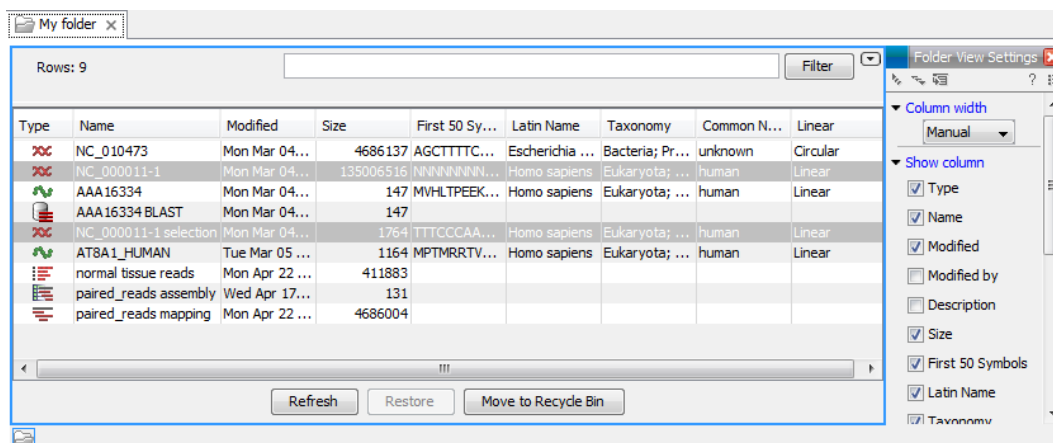 My folder
Rows: 9
Filter
Folder View Settings
?
Column width
Manual
Show column
Type
Name
Modified
Modified by
Description
Size
First 50 Symbols
Latin Name
Taxonomy
Type Name Modified Size First 50 Sy... Latin Name Taxonomy Common N... Linear
NC_010473 Mon Mar 04... 4686137 AGCTTTTC... Escherichia ... Bacteria; Pr... unknown Circular
NC_000011-1 Mon Mar 04... 135006516 NNNNNNNN... Homo sapiens Eukaryota; ... human Linear
AAA16334 Mon Mar 04... 147 MVHLTPEEK... Homo sapiens Eukaryota; ... human Linear
AAA16334 BLAST Mon Mar 04... 147
NC_000011-1 selection Mon Mar 04... 1764 TTTCCCAA... Homo sapiens Eukaryota; ... human Linear
AT8A1_HUMAN Tue Mar 05 ... 1164 MPTMRRTV... Homo sapiens Eukaryota; ... human Linear
normal tissue reads Mon Apr 22 ... 411883
paired_reads assembly Wed Apr 17... 131
paired_reads mapping Mon Apr 22 ... 4686004
Refresh Restore Move to Recycle Bin